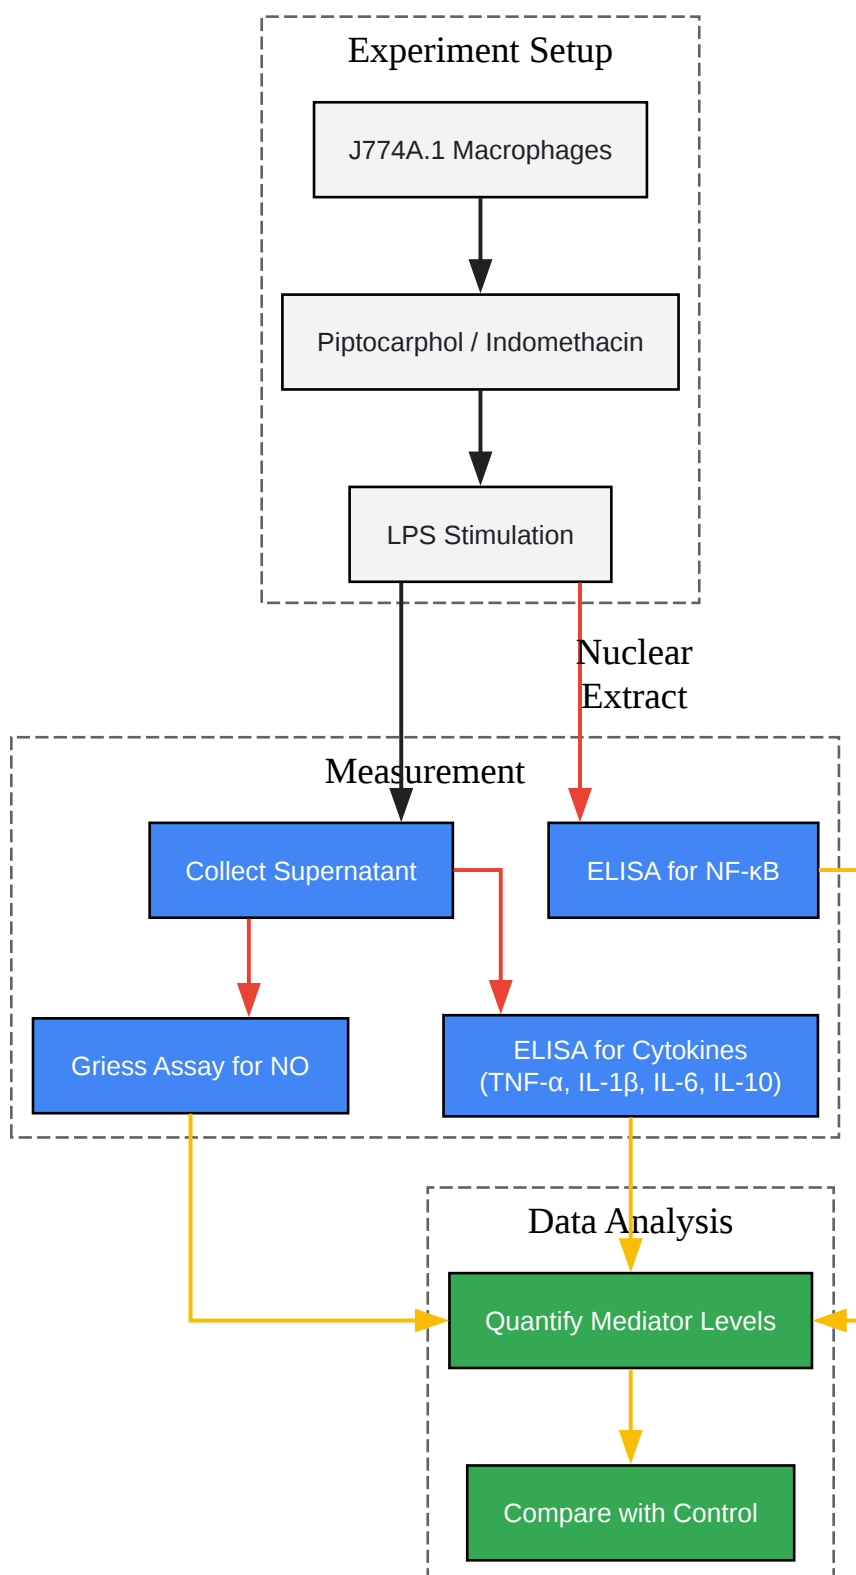 Experiment Setup
J774A.1 Macrophages
Piptocarphol / Indomethacin
LPS Stimulation
Nuclear
Extract
Measurement
Collect Supernatant
ELISA for NF-κB
Griess Assay for NO
ELISA for Cytokines
(TNF-α, IL-1β, IL-6, IL-10)
Data Analysis
Quantify Mediator Levels
Compare with Control